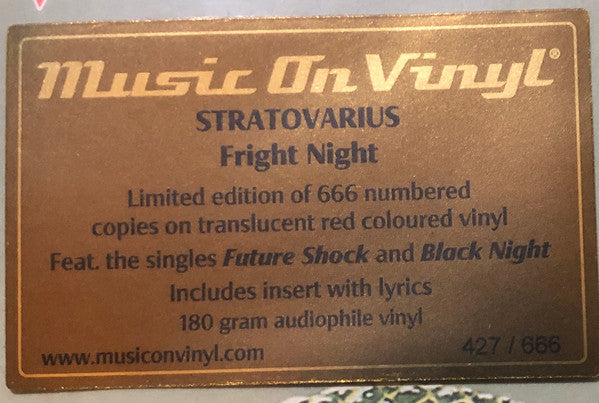 Music On Vinyl®
STRATOVARIUS
Fright Night
Limited edition of 666 numbered
copies on translucent red coloured vinyl
Feat. the singles Future Shock and Black Night
Includes insert with lyrics
180 gram audiophile vinyl
www.musiconvinyl.com 427 / 666